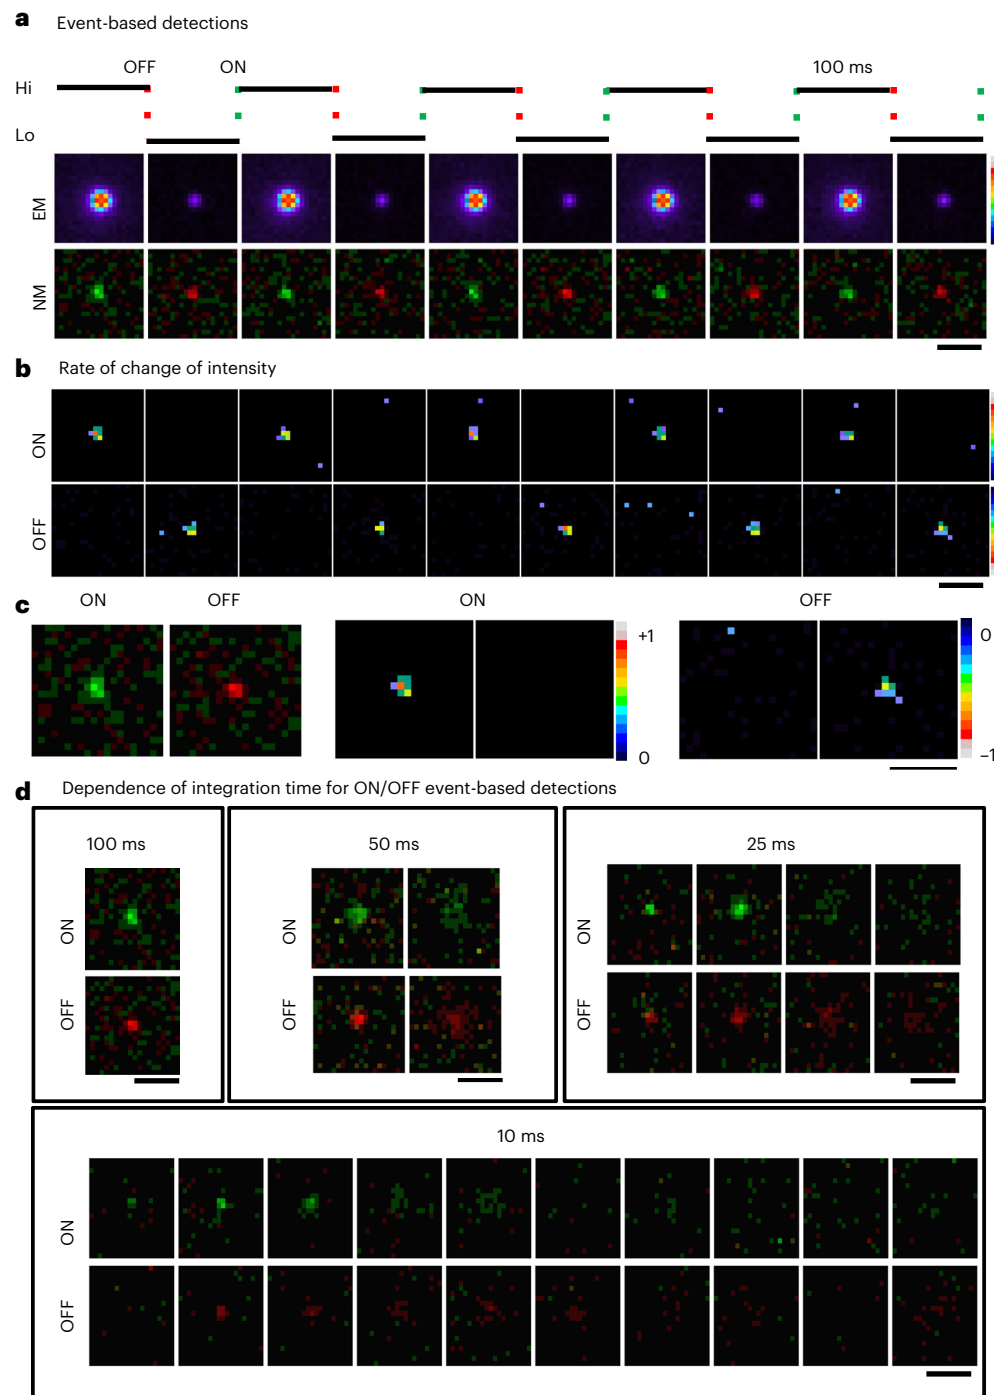 a Event-based detections
OFF ON 100 ms
Hi
Lo
EM
NM
b Rate of change of intensity
ON
OFF
c ON OFF ON OFF
+1
0
0
–1
d Dependence of integration time for ON/OFF event-based detections
100 ms 50 ms 25 ms
ON ON ON
OFF OFF OFF
10 ms
ON
OFF